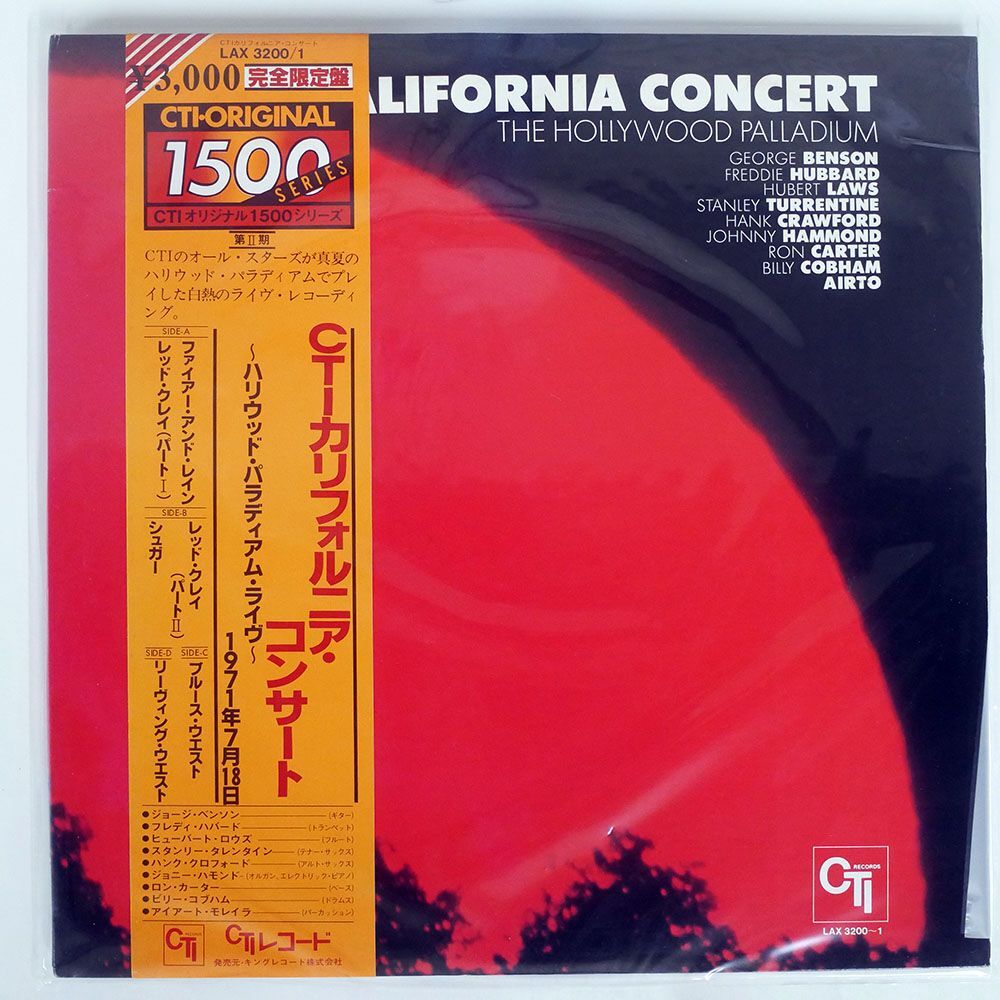 CTIカリフォルニア・コンサート
LAX 3200/1
¥3,000 完全限定盤
CTI-ORIGINAL
1500
SERIES
CTIオリジナル1500シリーズ
第II期
CTIのオール・スターズが真夏の
ハリウッド・パラディアムでプレ
イした白熱のライヴ・レコーディ
ング。
CTIーカリフォルニア・
コンサート
〜ハリウッド・パラディアム・ライヴ〜
1971年7月18日
SIDE-A
ファイアー・アンド・レイン
レッド・クレイ(パートI)
SIDE-B
レッド・クレイ
(パートII)
シュガー
SIDE-C
ブルース・ウエスト
SIDE-D
リーヴィング・ウエスト
●ジョージ・ベンソン―(ギター)
●フレディ・ハバード―(トランペット)
●ヒューバート・ロウズ―(フルート)
●スタンリー・タレンタイン―(テナー・サックス)
●ハンク・クロフォード―(アルト・サックス)
●ジョニー・ハモンド―(オルガン、エレクトリック・ピアノ)
●ロン・カーター―(ベース)
●ビリー・コブハム―(ドラムス)
●アイアート・モレイラ―(パーカッション)
CTI CTIレコード
発売元・キングレコード株式会社
ALIFORNIA CONCERT
THE HOLLYWOOD PALLADIUM
GEORGE BENSON
FREDDIE HUBBARD
HUBERT LAWS
STANLEY TURRENTINE
HANK CRAWFORD
JOHNNY HAMMOND
RON CARTER
BILLY COBHAM
AIRTO
CTI RECORDS
LAX 3200〜1